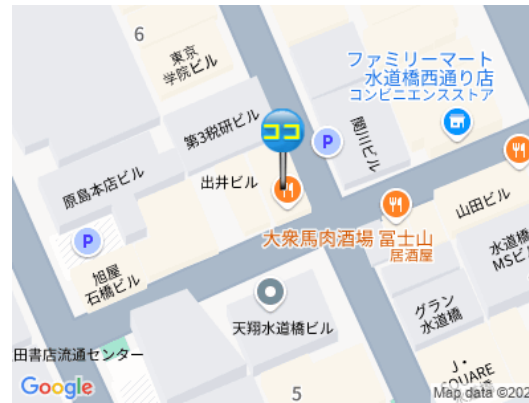 6
東京
学院ビル
ファミリーマート
水道橋西通り店
コンビニエンスストア
第3税研ビル
ココ
P
関川ビル
原島本店ビル
出井ビル
山田ビル
大衆馬肉酒場 冨士山
居酒屋
P
旭屋
石橋ビル
水道橋
MSビ
グラン
水道橋
天翔水道橋ビル
田書店流通センター
J・
SQUARE
水道橋
Google
5
Map data ©202